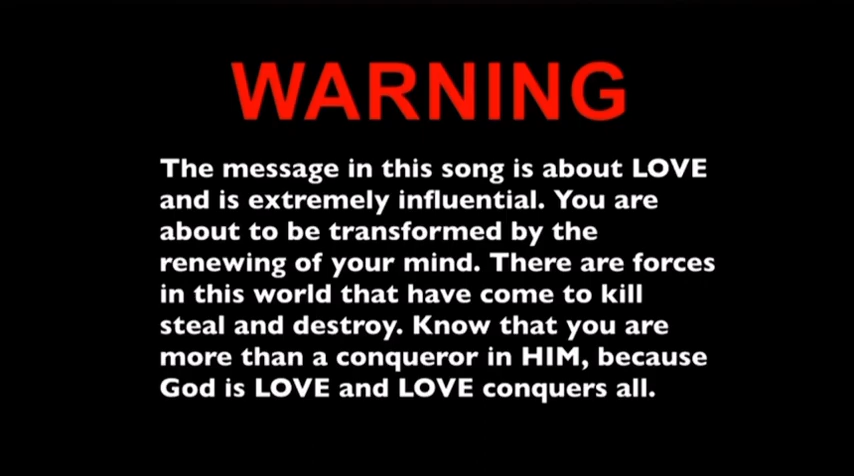 WARNING
The message in this song is about LOVE
and is extremely influential. You are
about to be transformed by the
renewing of your mind. There are forces
in this world that have come to kill
steal and destroy. Know that you are
more than a conqueror in HIM, because
God is LOVE and LOVE conquers all.